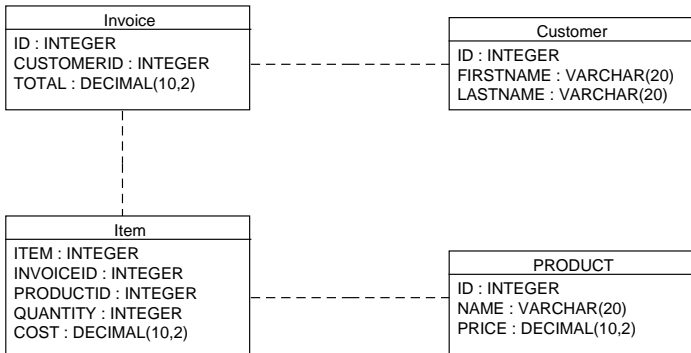 Invoice
ID : INTEGER
CUSTOMERID : INTEGER
TOTAL : DECIMAL(10,2)
Customer
ID : INTEGER
FIRSTNAME : VARCHAR(20)
LASTNAME : VARCHAR(20)
Item
ITEM : INTEGER
INVOICEID : INTEGER
PRODUCTID : INTEGER
QUANTITY : INTEGER
COST : DECIMAL(10,2)
PRODUCT
ID : INTEGER
NAME : VARCHAR(20)
PRICE : DECIMAL(10,2)